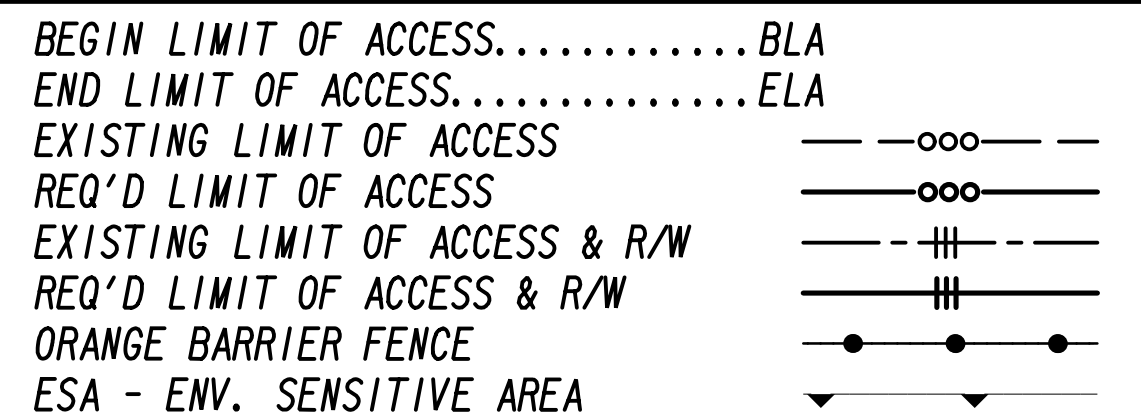 BEGIN LIMIT OF ACCESS............BLA
END LIMIT OF ACCESS..............ELA
EXISTING LIMIT OF ACCESS
REQ'D LIMIT OF ACCESS
EXISTING LIMIT OF ACCESS & R/W
REQ'D LIMIT OF ACCESS & R/W
ORANGE BARRIER FENCE
ESA - ENV. SENSITIVE AREA